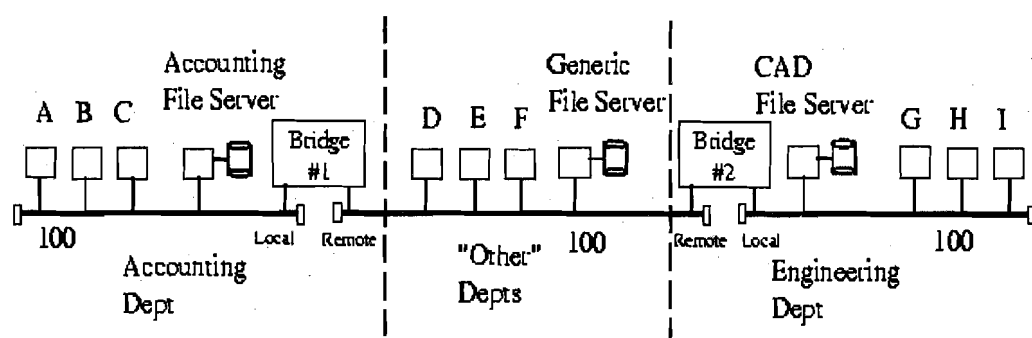 Accounting
File Server
A B C
Bridge
#1
100
Local
Remote
Accounting
Dept
Generic
File Server
D E F
"Other"
Depts
100
CAD
File Server
Bridge
#2
G H I
Remote
Local
100
Engineering
Dept